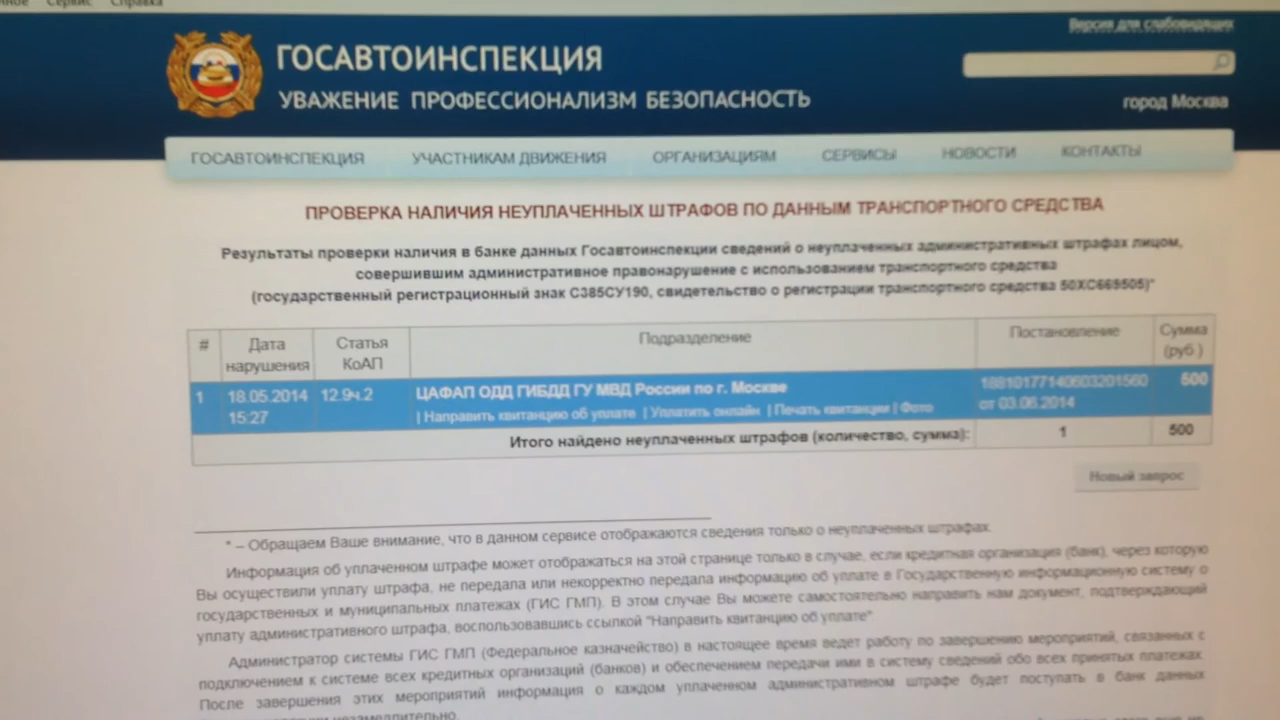 Сервис Справка
Версия для слабовидящих
ГОСАВТОИНСПЕКЦИЯ
УВАЖЕНИЕ ПРОФЕССИОНАЛИЗМ БЕЗОПАСНОСТЬ
город Москва
ГОСАВТОИНСПЕКЦИЯ УЧАСТНИКАМ ДВИЖЕНИЯ ОРГАНИЗАЦИЯМ СЕРВИСЫ НОВОСТИ КОНТАКТЫ
ПРОВЕРКА НАЛИЧИЯ НЕУПЛАЧЕННЫХ ШТРАФОВ ПО ДАННЫМ ТРАНСПОРТНОГО СРЕДСТВА
Результаты проверки наличия в банке данных Госавтоинспекции сведений о неуплаченных административных штрафах лицом,
совершившим административное правонарушение с использованием транспортного средства
(государственный регистрационный знак С385СУ190, свидетельство о регистрации транспортного средства 50ХС669505)*
# Дата нарушения Статья КоАП Подразделение Постановление Сумма (руб.)
1 18.05.2014 12.9ч.2 ЦАФАП ОДД ГИБДД ГУ МВД России по г. Москве 18810177140603201560 500
15:27 | Направить квитанцию об уплате | Уплатить онлайн | Печать квитанции | Фото от 03.06.2014
Итого найдено неуплаченных штрафов (количество, сумма): 1 500
Новый запрос
* – Обращаем Ваше внимание, что в данном сервисе отображаются сведения только о неуплаченных штрафах.
Информация об уплаченном штрафе может отображаться на этой странице только в случае, если кредитная организация (банк), через которую
Вы осуществили уплату штрафа, не передала или некорректно передала информацию об уплате в Государственную информационную систему о
государственных и муниципальных платежах (ГИС ГМП). В этом случае Вы можете самостоятельно направить нам документ, подтверждающий
уплату административного штрафа, воспользовавшись ссылкой "Направить квитанцию об уплате"
Администратор системы ГИС ГМП (Федеральное казначейство) в настоящее время ведет работу по завершению мероприятий, связанных с
подключением к системе всех кредитных организаций (банков) и обеспечением передачи ими в систему сведений обо всех принятых платежах.
После завершения этих мероприятий информация о каждом уплаченном административном штрафе будет поступать в банк данных
незамедлительно.